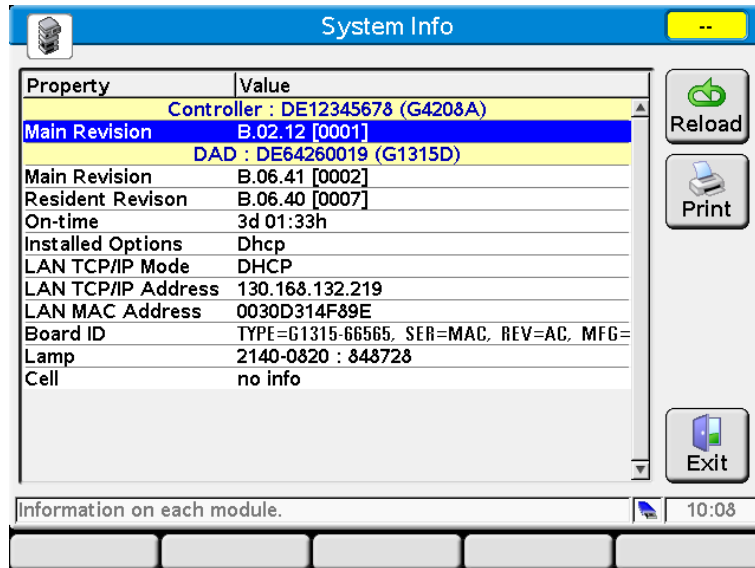 System Info
--
Property Value
Controller : DE12345678 (G4208A)
Main Revision B.02.12 [0001]
DAD : DE64260019 (G1315D)
Main Revision B.06.41 [0002]
Resident Revison B.06.40 [0007]
On-time 3d 01:33h
Installed Options Dhcp
LAN TCP/IP Mode DHCP
LAN TCP/IP Address 130.168.132.219
LAN MAC Address 0030D314F89E
Board ID TYPE=G1315-66565, SER=MAC, REV=AC, MFG=
Lamp 2140-0820 : 848728
Cell no info
Reload
Print
Exit
Information on each module.
10:08